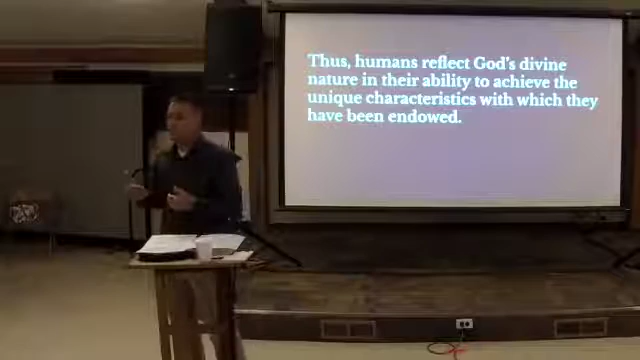 Thus, humans reflect God's divine
nature in their ability to achieve the
unique characteristics with which they
have been endowed.